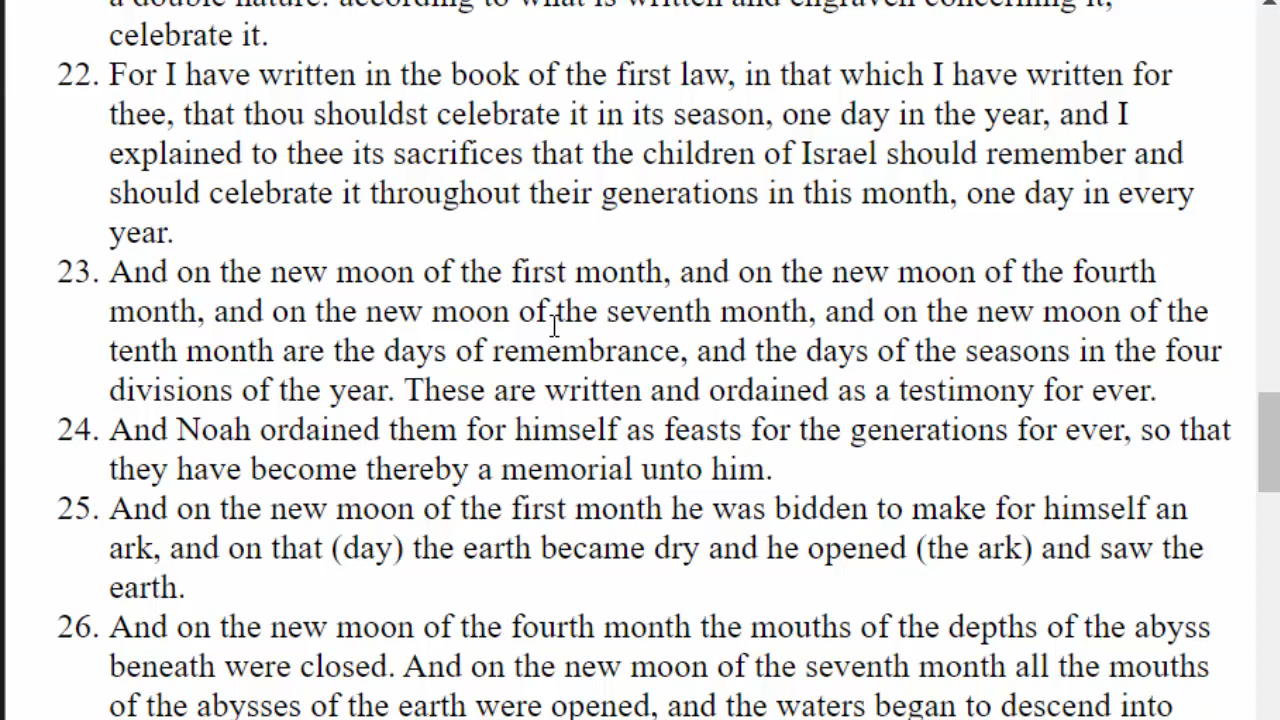 a double nature: according to what is written and engraven concerning it,
celebrate it.
22. For I have written in the book of the first law, in that which I have written for
thee, that thou shouldst celebrate it in its season, one day in the year, and I
explained to thee its sacrifices that the children of Israel should remember and
should celebrate it throughout their generations in this month, one day in every
year.
23. And on the new moon of the first month, and on the new moon of the fourth
month, and on the new moon of the seventh month, and on the new moon of the
tenth month are the days of remembrance, and the days of the seasons in the four
divisions of the year. These are written and ordained as a testimony for ever.
24. And Noah ordained them for himself as feasts for the generations for ever, so that
they have become thereby a memorial unto him.
25. And on the new moon of the first month he was bidden to make for himself an
ark, and on that (day) the earth became dry and he opened (the ark) and saw the
earth.
26. And on the new moon of the fourth month the mouths of the depths of the abyss
beneath were closed. And on the new moon of the seventh month all the mouths
of the abysses of the earth were opened, and the waters began to descend into